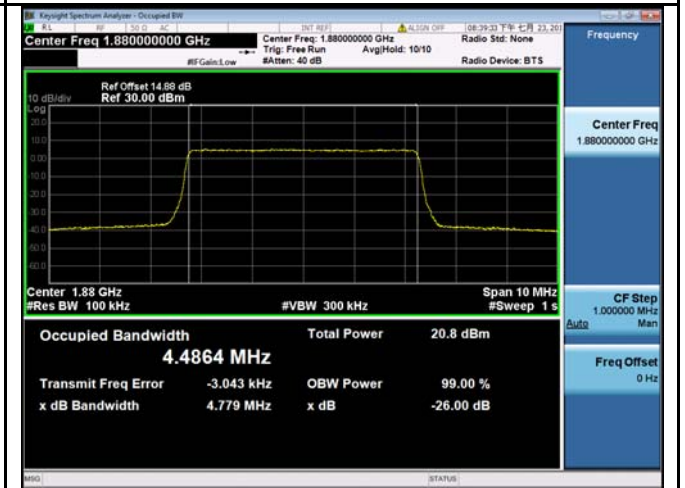 Keysight Spectrum Analyzer - Occupied BW
RL RF 50 Ω AC INT REF ALIGN OFF 08:39:33 下午 七月 23, 201
Center Freq 1.880000000 GHz
Center Freq: 1.880000000 GHz
Radio Std: None
Trig: Free Run Avg|Hold: 10/10
#IFGain:Low #Atten: 40 dB Radio Device: BTS
Frequency
Ref Offset 14.88 dB
10 dB/div Ref 30.00 dBm
Log
20.0
10.0
0.00
-10.0
-20.0
-30.0
-40.0
-50.0
-60.0
Center Freq
1.880000000 GHz
Center 1.88 GHz Span 10 MHz
#Res BW 100 kHz #VBW 300 kHz #Sweep 1 s
CF Step
1.000000 MHz
Auto Man
Occupied Bandwidth Total Power 20.8 dBm
4.4864 MHz
Transmit Freq Error -3.043 kHz OBW Power 99.00 %
x dB Bandwidth 4.779 MHz x dB -26.00 dB
Freq Offset
0 Hz
MSG STATUS